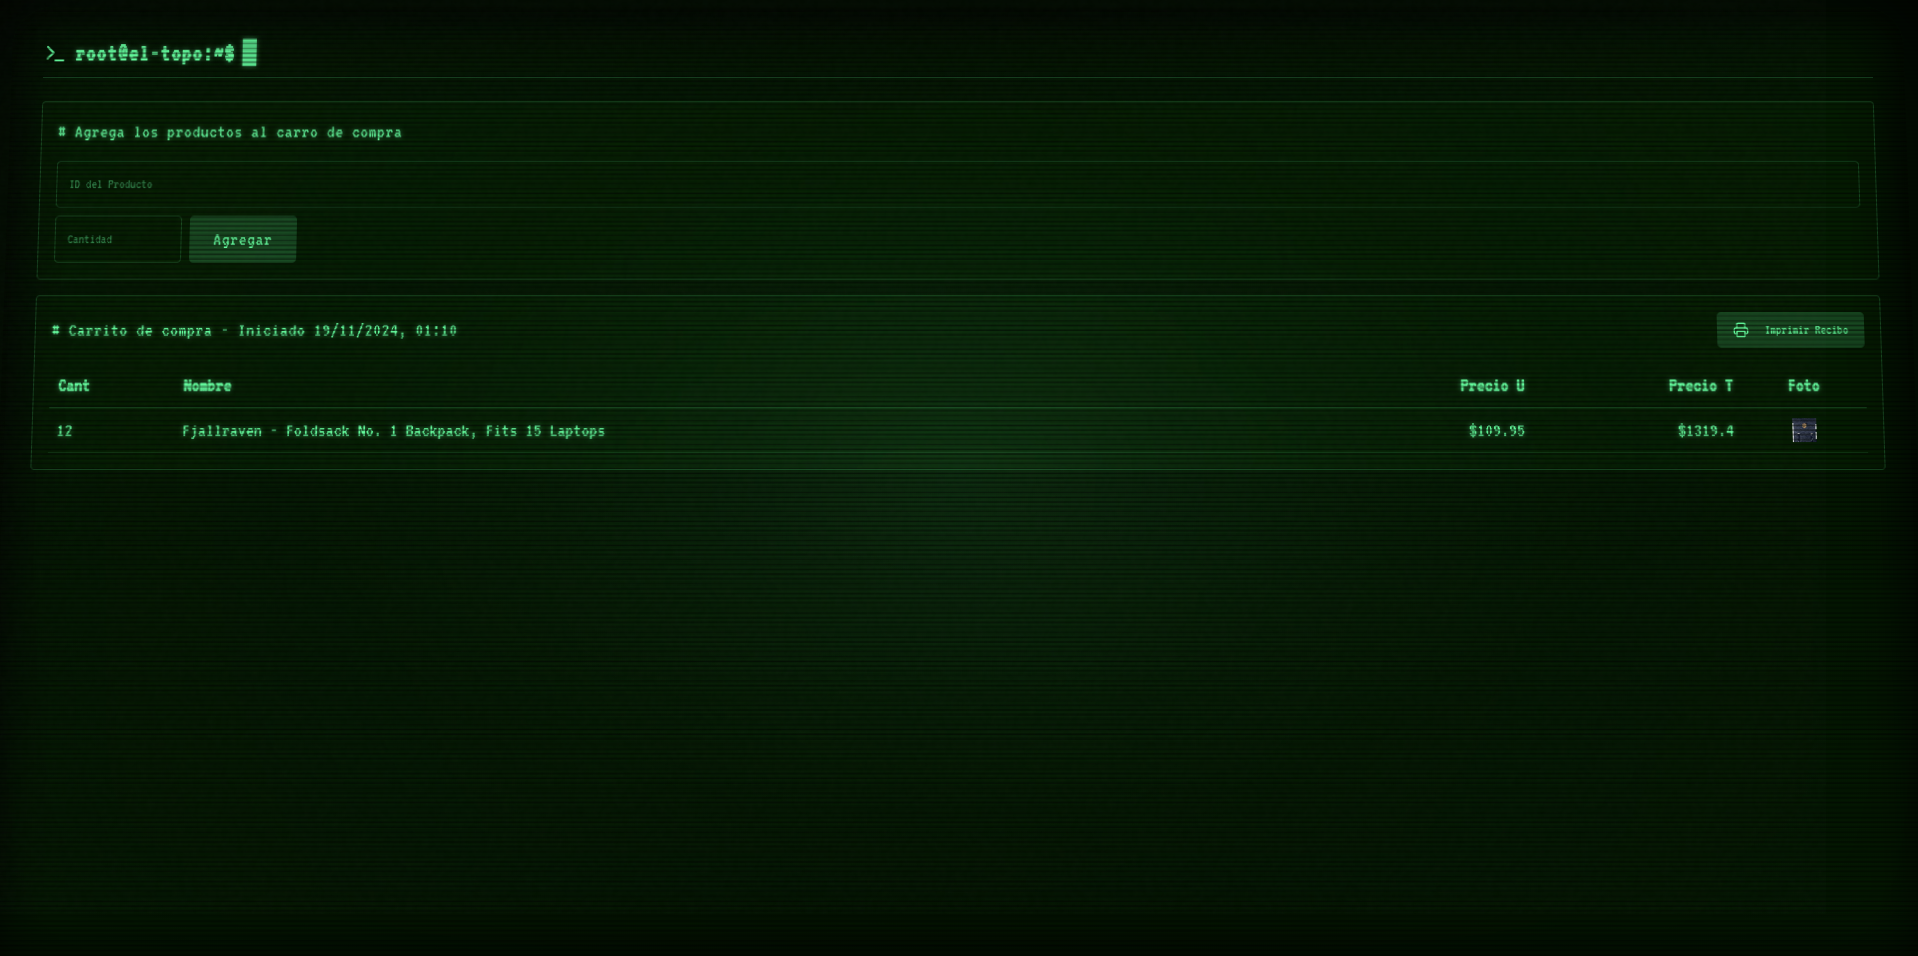 >_ root@el-topo:~$
# Agrega los productos al carro de compra
ID del Producto
Cantidad Agregar
# Carrito de compra - Iniciado 19/11/2024, 01:10
Imprimir Recibo
Cant Nombre Precio U Precio T Foto
12 Fjallraven - Foldsack No. 1 Backpack, Fits 15 Laptops $109.95 $1319.4